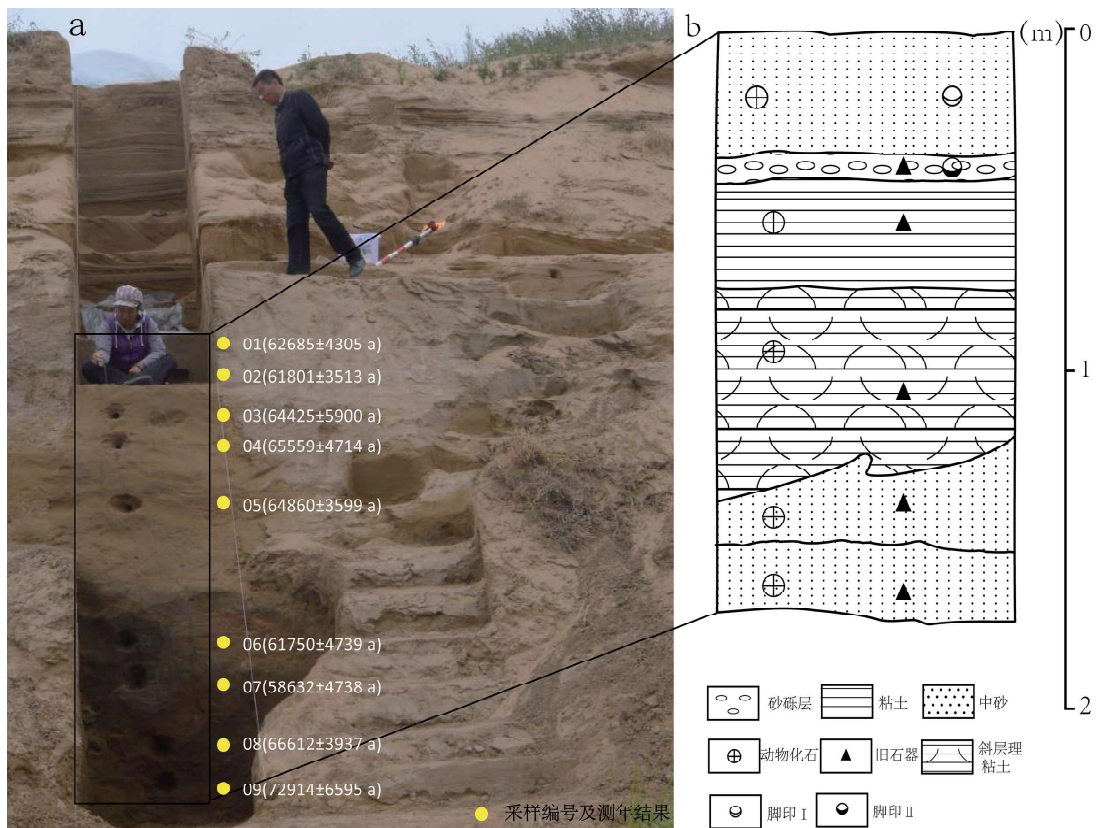 a
01(62685±4305 a)
02(61801±3513 a)
03(64425±5900 a)
04(65559±4714 a)
05(64860±3599 a)
06(61750±4739 a)
07(58632±4738 a)
08(66612±3937 a)
09(72914±6595 a)
采样编号及测年结果
b
(m) 0
1
2
砂砾层 粘土 中砂
动物化石 旧石器 斜层理
粘土
脚印Ⅰ 脚印Ⅱ